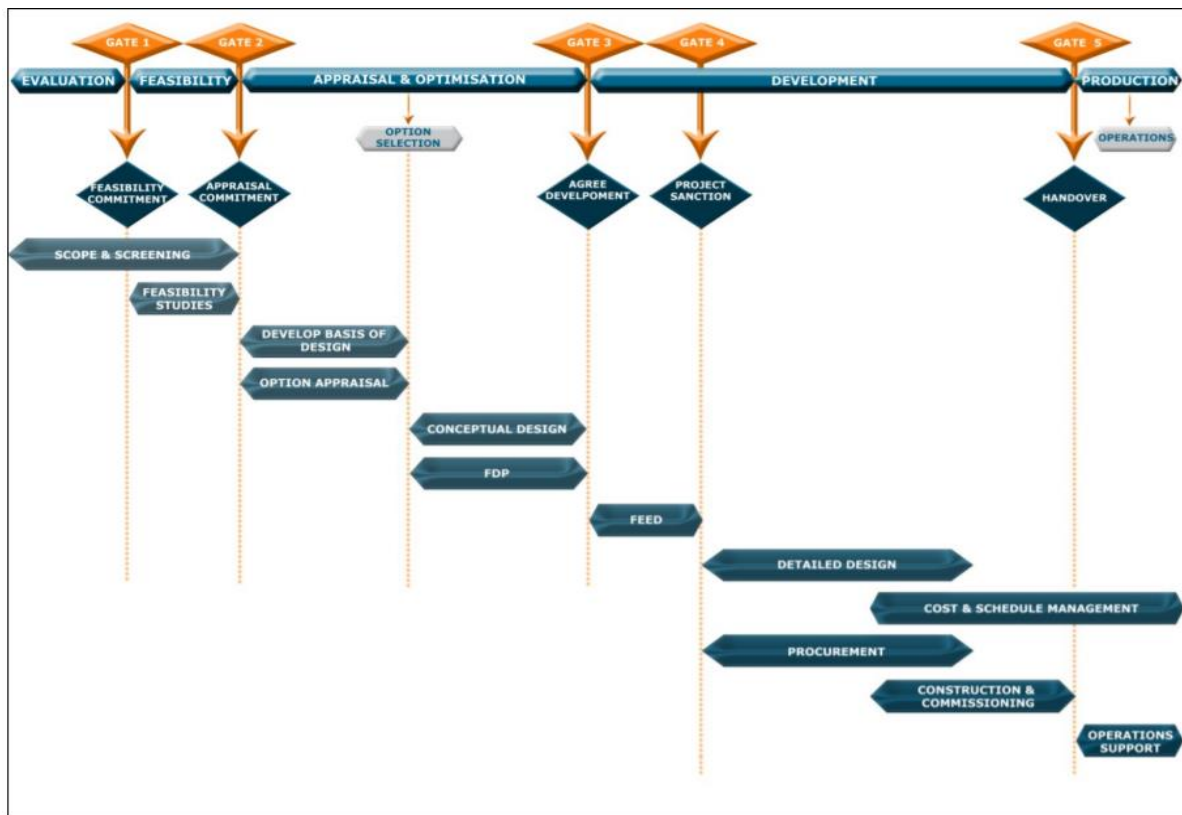 GATE 1
GATE 2
GATE 3
GATE 4
GATE 5
EVALUATION
FEASIBILITY
APPRAISAL & OPTIMISATION
DEVELOPMENT
PRODUCTION
OPTION
SELECTION
OPERATIONS
FEASIBILITY
COMMITMENT
APPRAISAL
COMMITMENT
AGREE
DEVELPOMENT
PROJECT
SANCTION
HANDOVER
SCOPE & SCREENING
FEASIBILITY
STUDIES
DEVELOP BASIS OF
DESIGN
OPTION APPRAISAL
CONCEPTUAL DESIGN
FDP
FEED
DETAILED DESIGN
COST & SCHEDULE MANAGEMENT
PROCUREMENT
CONSTRUCTION &
COMMISSIONING
OPERATIONS
SUPPORT